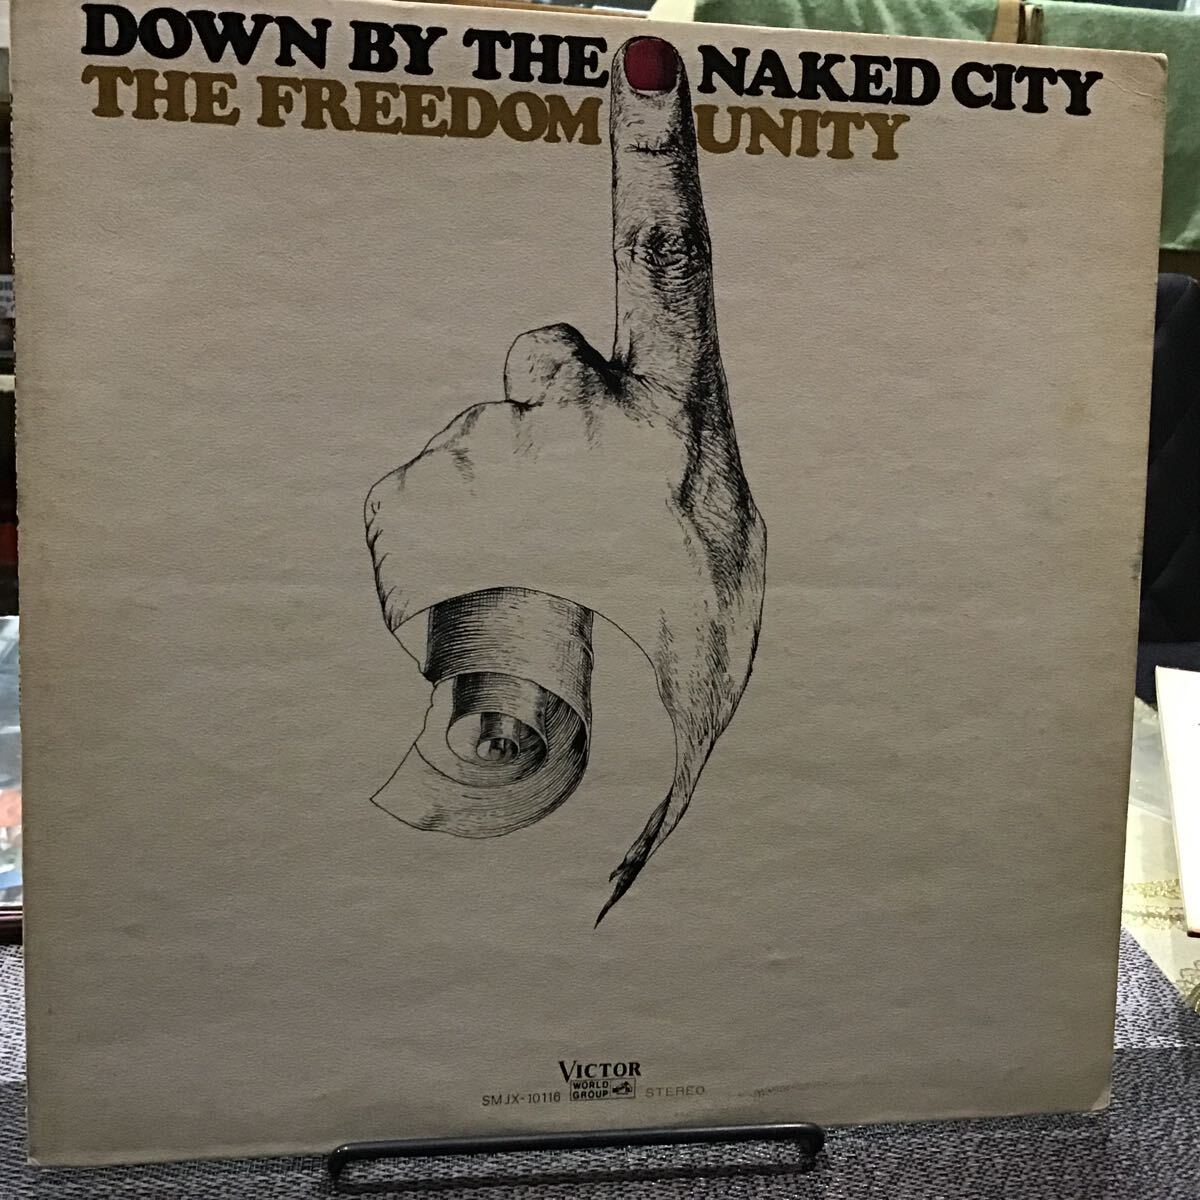 DOWN BY THE NAKED CITY
THE FREEDOM UNITY
VICTOR
SMJX-10116 WORLD GROUP STEREO